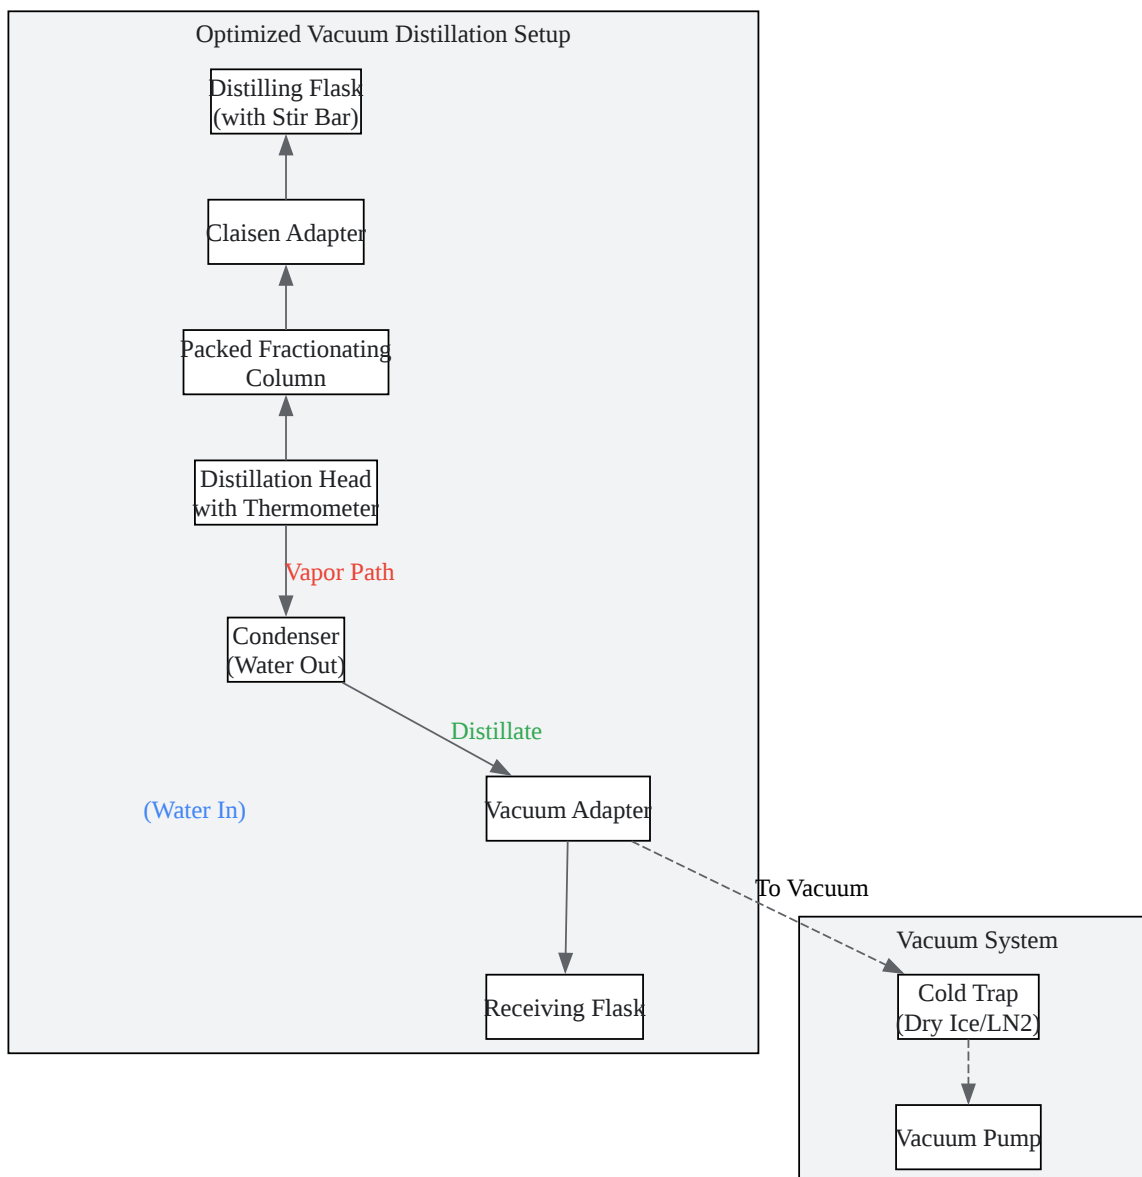 Optimized Vacuum Distillation Setup
Distilling Flask
(with Stir Bar)
Claisen Adapter
Packed Fractionating
Column
Distillation Head
with Thermometer
Vapor Path
Condenser
(Water Out)
Distillate
(Water In)
Vacuum Adapter
To Vacuum
Vacuum System
Receiving Flask
Cold Trap
(Dry Ice/LN2)
Vacuum Pump